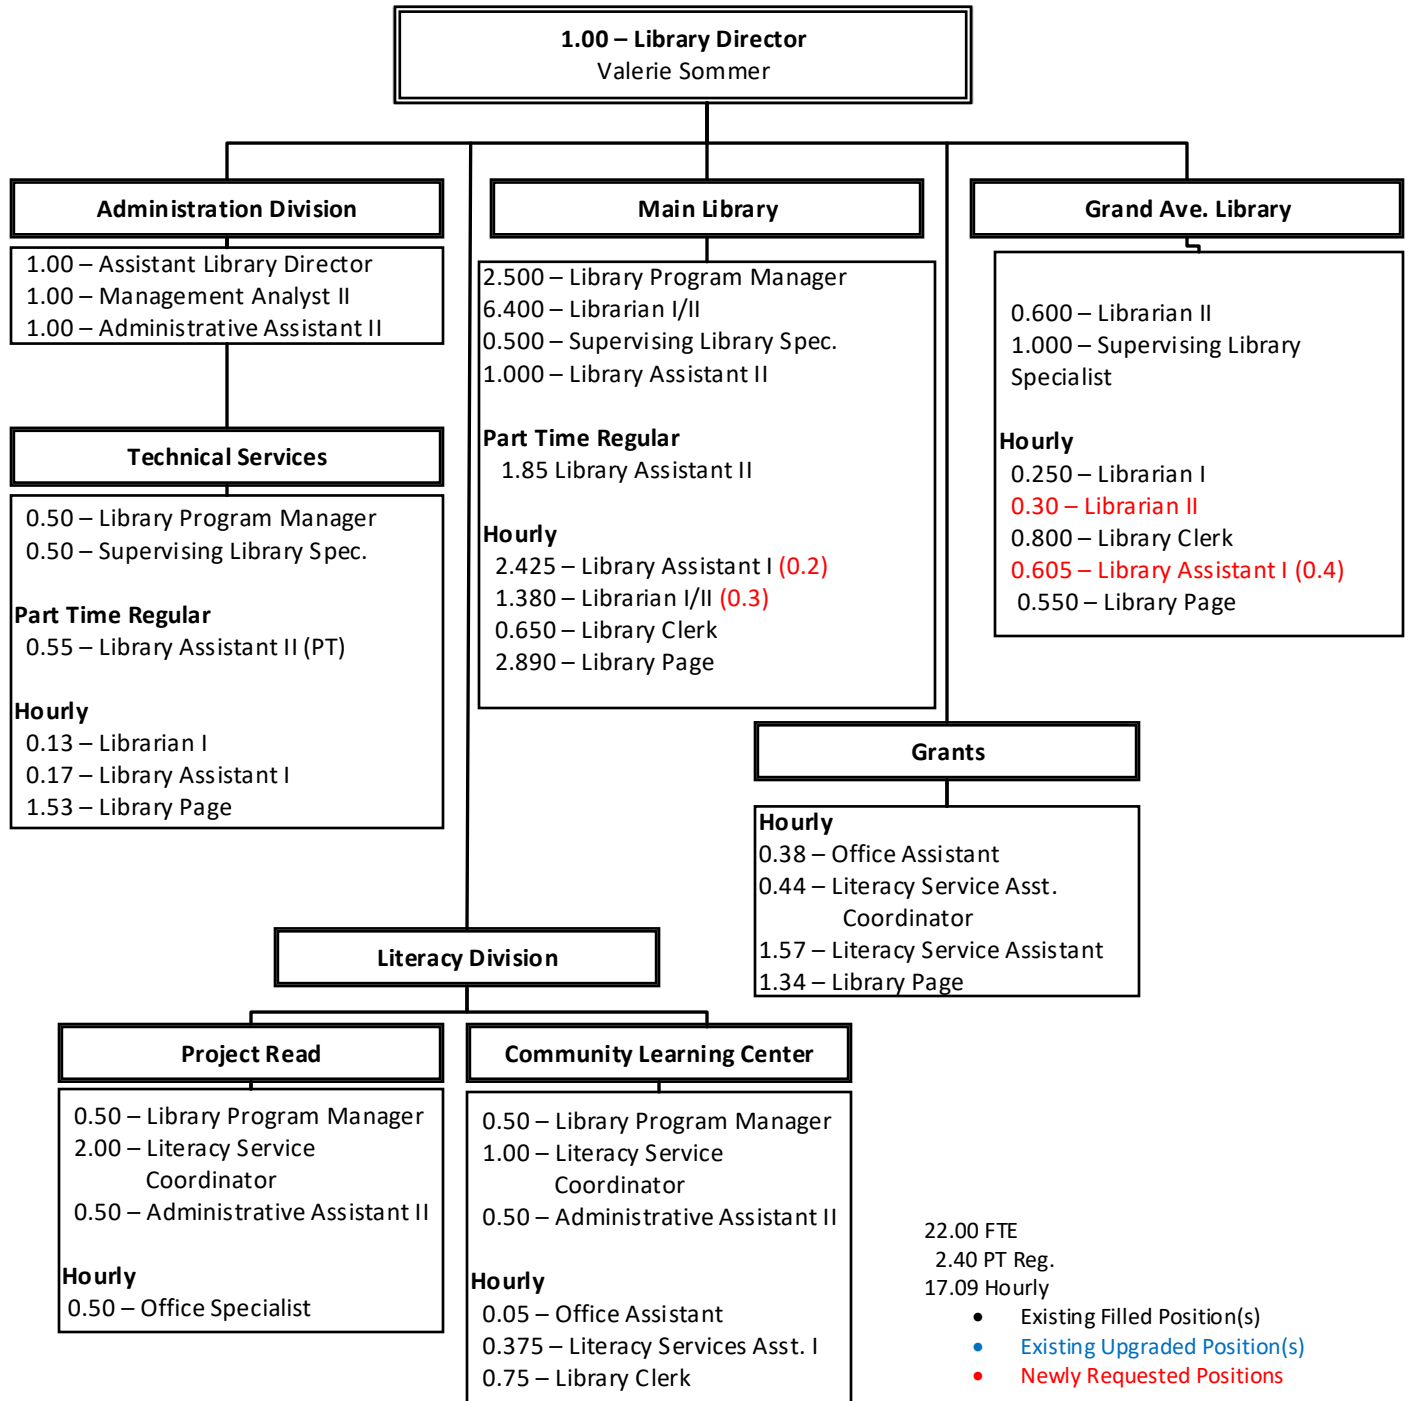 1.00 – Library Director
Valerie Sommer
Administration Division
1.00 – Assistant Library Director
1.00 – Management Analyst II
1.00 – Administrative Assistant II
Technical Services
0.50 – Library Program Manager
0.50 – Supervising Library Spec.
Part Time Regular
0.55 – Library Assistant II (PT)
Hourly
0.13 – Librarian I
0.17 – Library Assistant I
1.53 – Library Page
Main Library
2.500 – Library Program Manager
6.400 – Librarian I/II
0.500 – Supervising Library Spec.
1.000 – Library Assistant II
Part Time Regular
1.85 Library Assistant II
Hourly
2.425 – Library Assistant I (0.2)
1.380 – Librarian I/II (0.3)
0.650 – Library Clerk
2.890 – Library Page
Grand Ave. Library
0.600 – Librarian II
1.000 – Supervising Library
Specialist
Hourly
0.250 – Librarian I
0.30 – Librarian II
0.800 – Library Clerk
0.605 – Library Assistant I (0.4)
0.550 – Library Page
Grants
Hourly
0.38 – Office Assistant
0.44 – Literacy Service Asst.
Coordinator
1.57 – Literacy Service Assistant
1.34 – Library Page
Literacy Division
Project Read
0.50 – Library Program Manager
2.00 – Literacy Service
Coordinator
0.50 – Administrative Assistant II
Hourly
0.50 – Office Specialist
Community Learning Center
0.50 – Library Program Manager
1.00 – Literacy Service
Coordinator
0.50 – Administrative Assistant II
Hourly
0.05 – Office Assistant
0.375 – Literacy Services Asst. I
0.75 – Library Clerk
22.00 FTE
2.40 PT Reg.
17.09 Hourly
• Existing Filled Position(s)
• Existing Upgraded Position(s)
• Newly Requested Positions